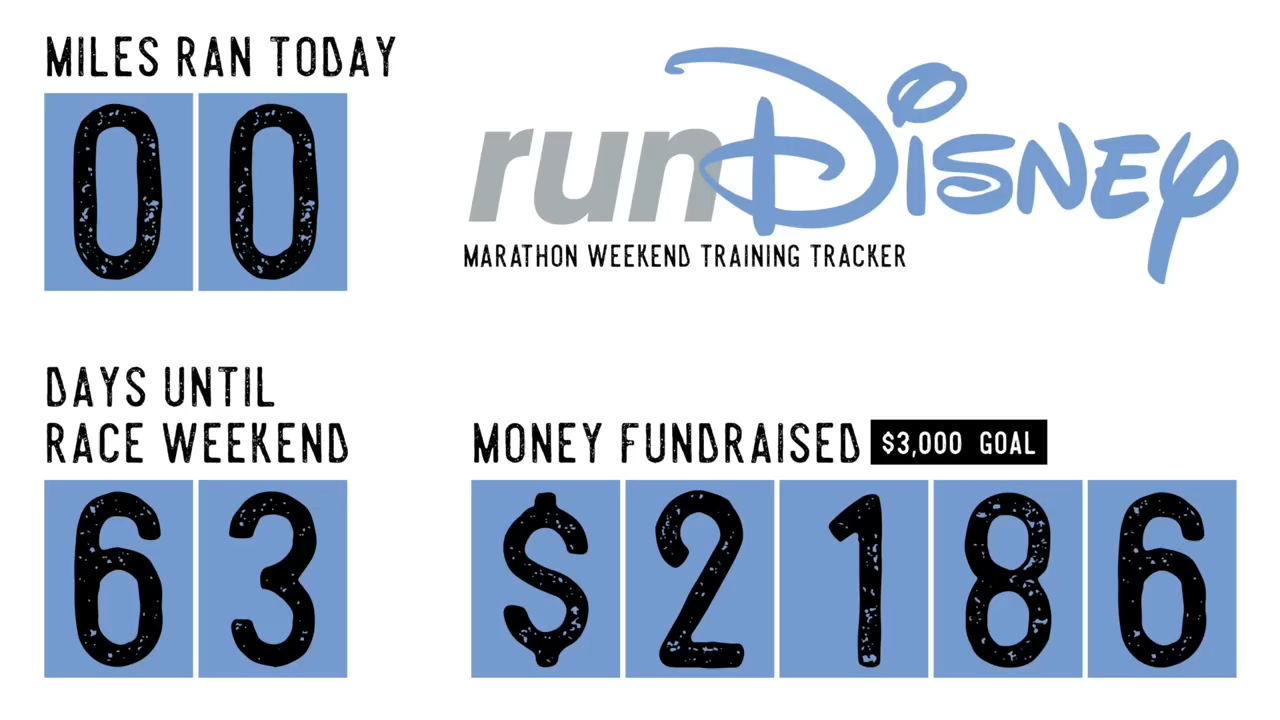 MILES RAN TODAY
00
runDisney
MARATHON WEEKEND TRAINING TRACKER
DAYS UNTIL
RACE WEEKEND
63
MONEY FUNDRAISED $3,000 GOAL
$2186